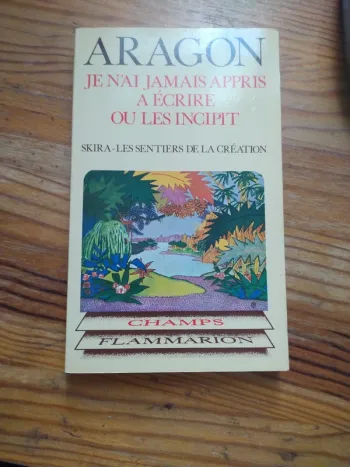 ARAGON
JE N'AI JAMAIS APPRIS
A ÉCRIRE
OU LES INCIPIT
SKIRA-LES SENTIERS DE LA CRÉATION
CHAMPS
FLAMMARION